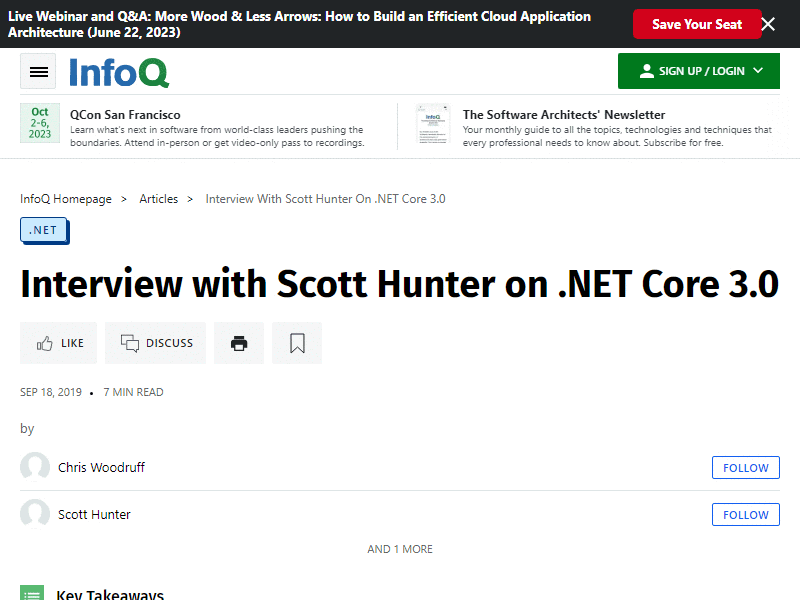 Live Webinar and Q&A: More Wood & Less Arrows: How to Build an Efficient Cloud Application
Architecture (June 22, 2023)
Save Your Seat
InfoQ
SIGN UP / LOGIN
Oct
2-6,
2023
QCon San Francisco
Learn what's next in software from world-class leaders pushing the
boundaries. Attend in-person or get video-only pass to recordings.
The Software Architects' Newsletter
Your monthly guide to all the topics, technologies and techniques that
every professional needs to know about. Subscribe for free.
InfoQ Homepage > Articles > Interview With Scott Hunter On .NET Core 3.0
.NET
Interview with Scott Hunter on .NET Core 3.0
LIKE
DISCUSS
SEP 18, 2019 • 7 MIN READ
by
Chris Woodruff
FOLLOW
Scott Hunter
FOLLOW
AND 1 MORE
Key Takeaways